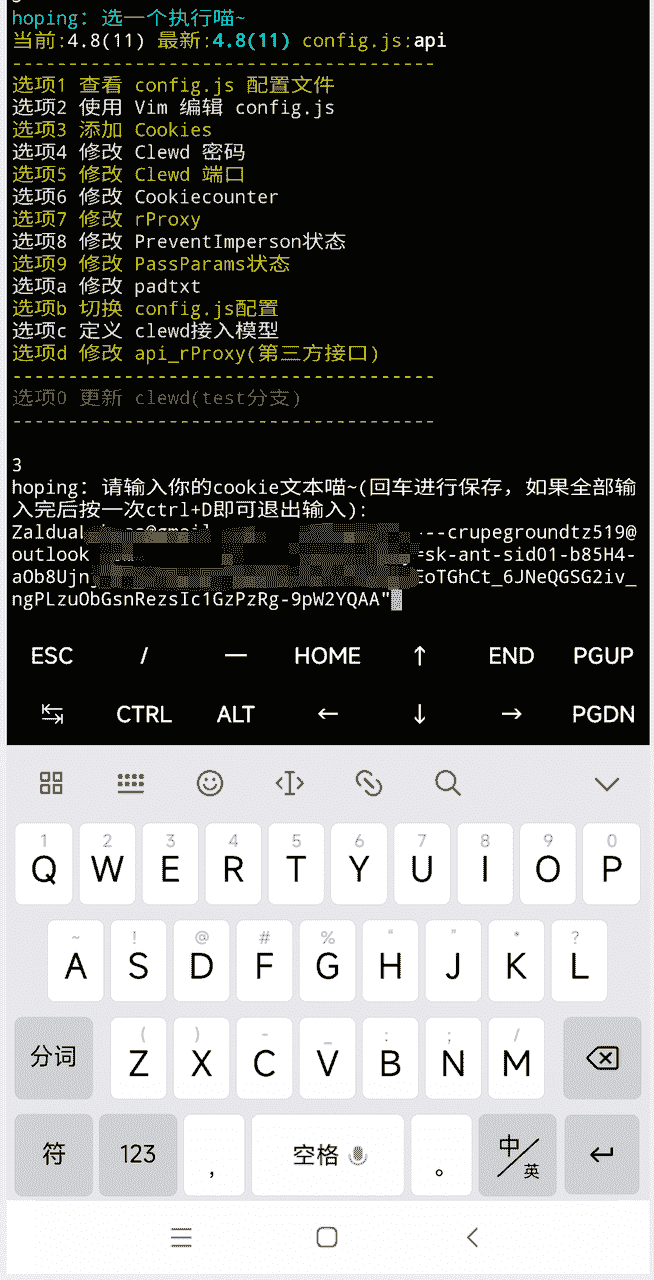 hoping: 选一个执行喵~
当前:4.8(11) 最新:4.8(11) config.js:api
------------------------------------
选项1 查看 config.js 配置文件
选项2 使用 Vim 编辑 config.js
选项3 添加 Cookies
选项4 修改 Clewd 密码
选项5 修改 Clewd 端口
选项6 修改 Cookiecounter
选项7 修改 rProxy
选项8 修改 PreventImperson状态
选项9 修改 PassParams状态
选项a 修改 padtxt
选项b 切换 config.js配置
选项c 定义 clewd接入模型
选项d 修改 api_rProxy(第三方接口)
------------------------------------
选项0 更新 clewd(test分支)
------------------------------------
3
hoping: 请输入你的cookie文本喵~(回车进行保存，如果全部输
入完后按一次ctrl+D即可退出输入):
---crupegroundtz519@
outlook =sk-ant-sid01-b85H4-
aOb8Ujn EoTGhCt_6JNeQGSG2iv_
ngPLzuObGsnRezsIc1GzPzRg-9pW2YQAA"
ESC / — HOME ↑ END PGUP
CTRL ALT ← ↓ → PGDN
1 2 3 4 5 6 7 8 9 0
Q W E R T Y U I O P
~ ! @ # % “ ” * ?
A S D F G H J K L
( ) - _ : ; /
分词 Z X C V B N M
符 123 , 空格 。 中/英